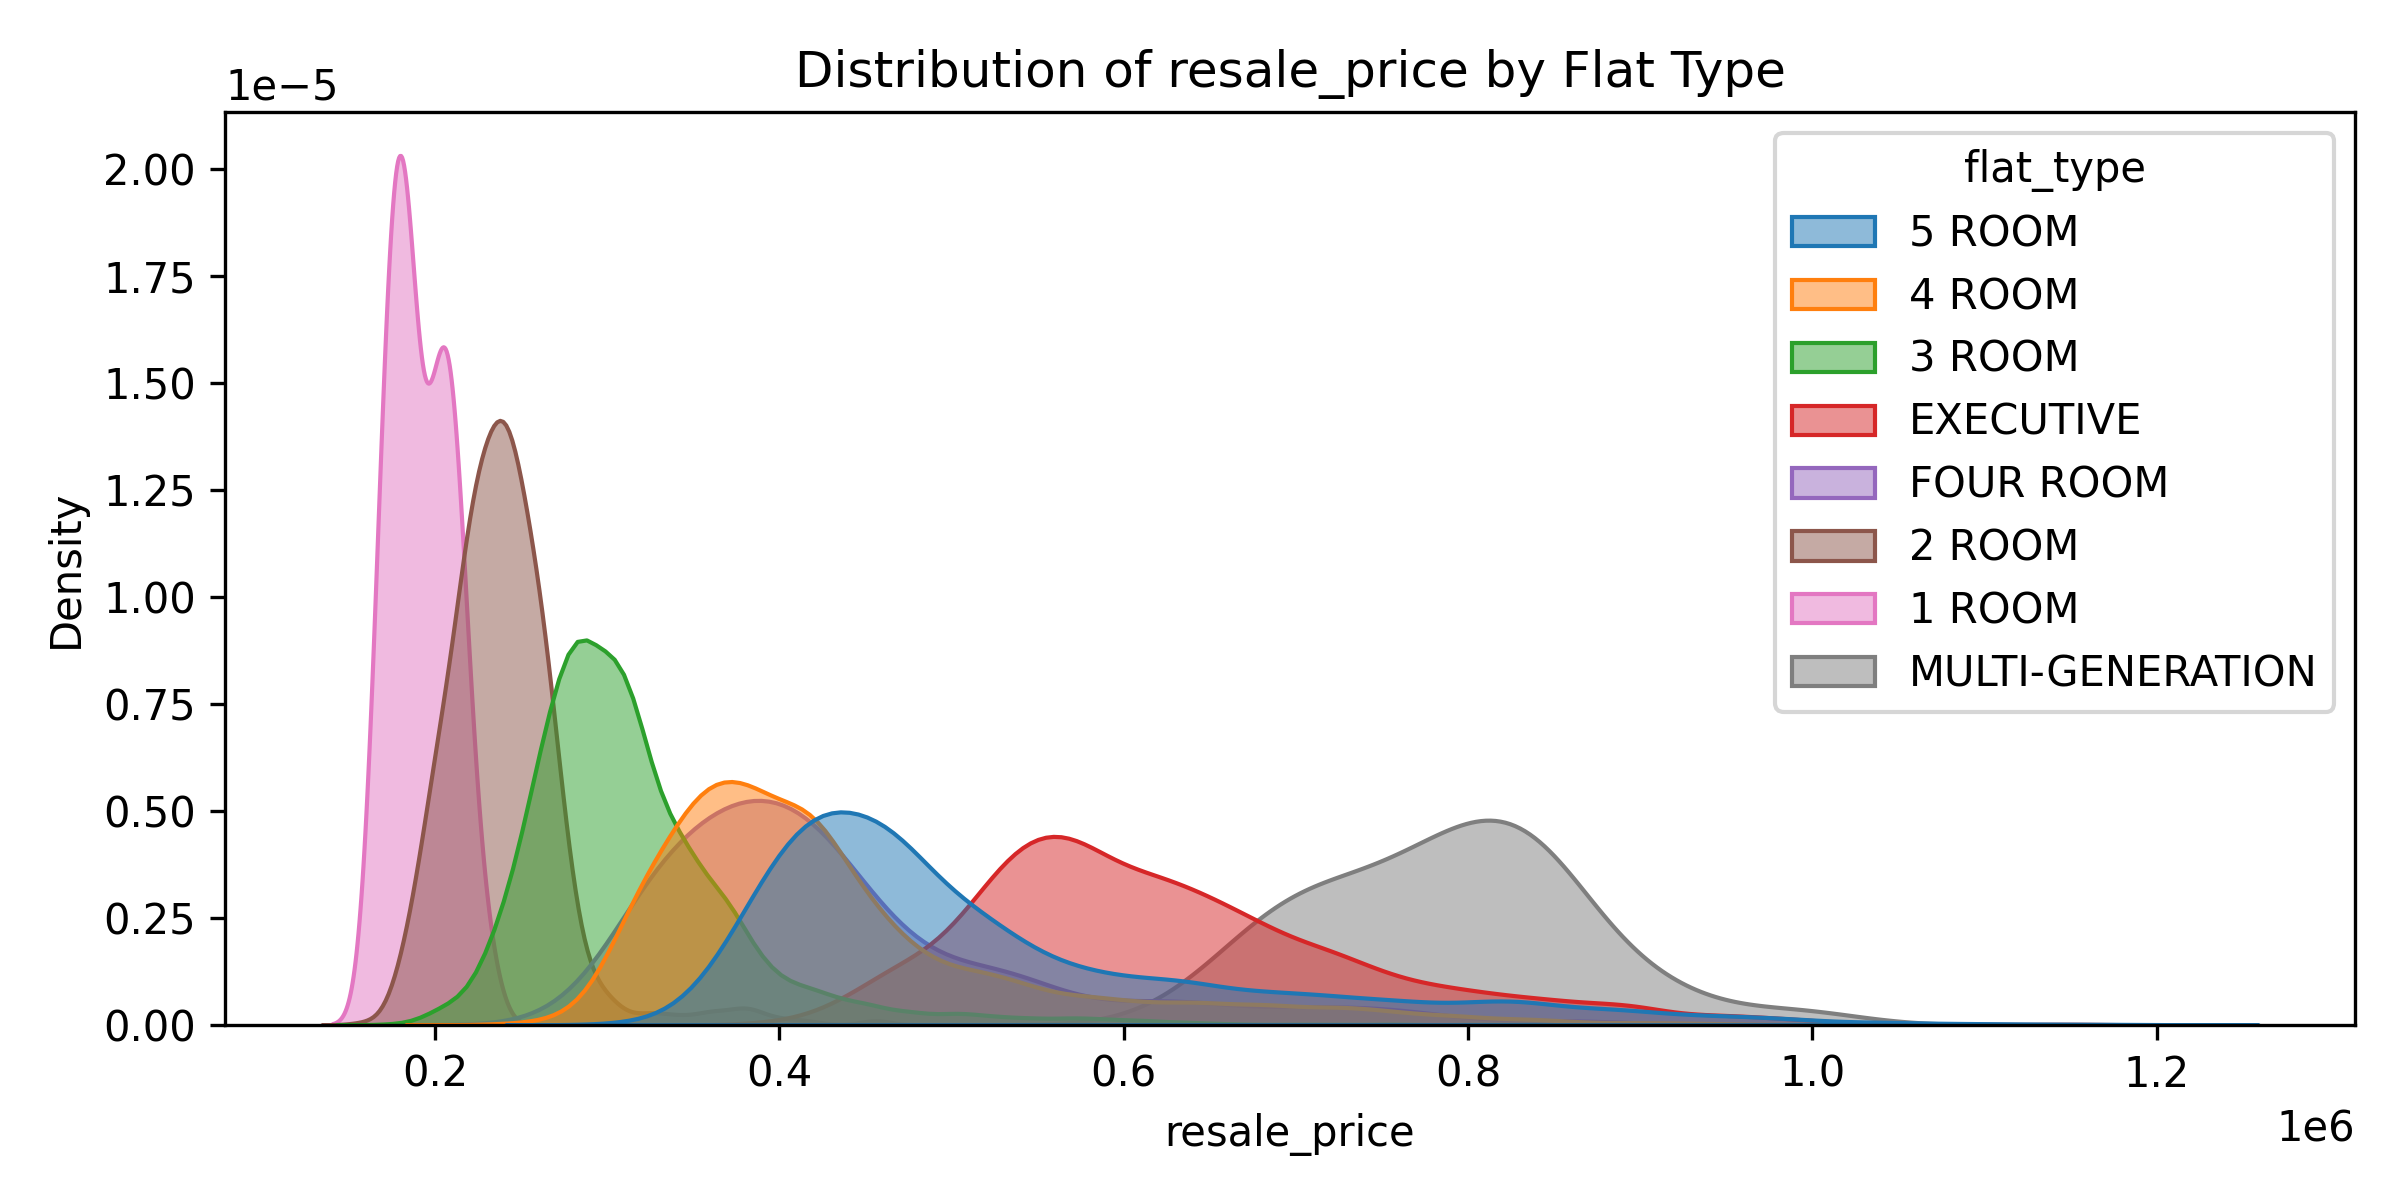 Distribution of resale_price by Flat Type
1e−5
2.00
1.75
1.50
1.25
1.00
0.75
0.50
0.25
0.00
Density
flat_type
5 ROOM
4 ROOM
3 ROOM
EXECUTIVE
FOUR ROOM
2 ROOM
1 ROOM
MULTI-GENERATION
0.2 0.4 0.6 0.8 1.0 1.2
1e6
resale_price